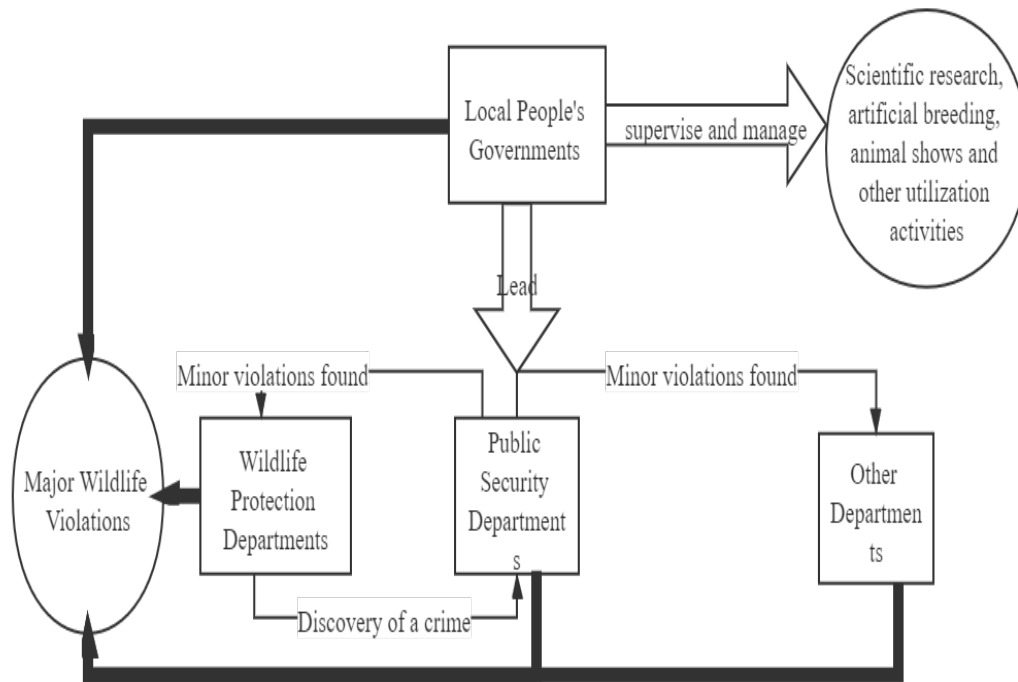 Local People's
Governments
supervise and manage
Scientific research,
artificial breeding,
animal shows and
other utilization
activities
Lead
Minor violations found
Minor violations found
Major Wildlife
Violations
Wildlife
Protection
Departments
Public
Security
Department
s
Other
Departmen
ts
Discovery of a crime